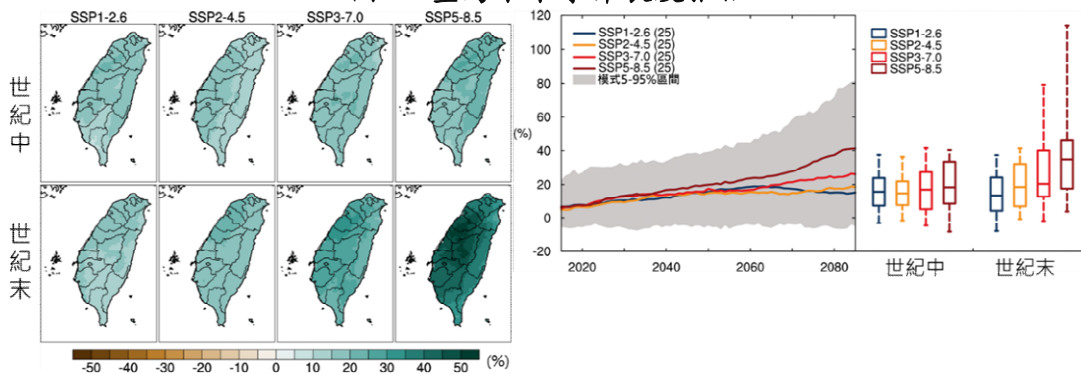 SSP1-2.6 SSP2-4.5 SSP3-7.0 SSP5-8.5
世紀中
世紀末
-50 -40 -30 -20 -10 0 10 20 30 40 50 (%)
120
100
80
60
40
20
0
-20
(%)
SSP1-2.6 (25)
SSP2-4.5 (25)
SSP3-7.0 (25)
SSP5-8.5 (25)
模式5-95%區間
2020 2040 2060 2080
SSP1-2.6
SSP2-4.5
SSP3-7.0
SSP5-8.5
世紀中 世紀末